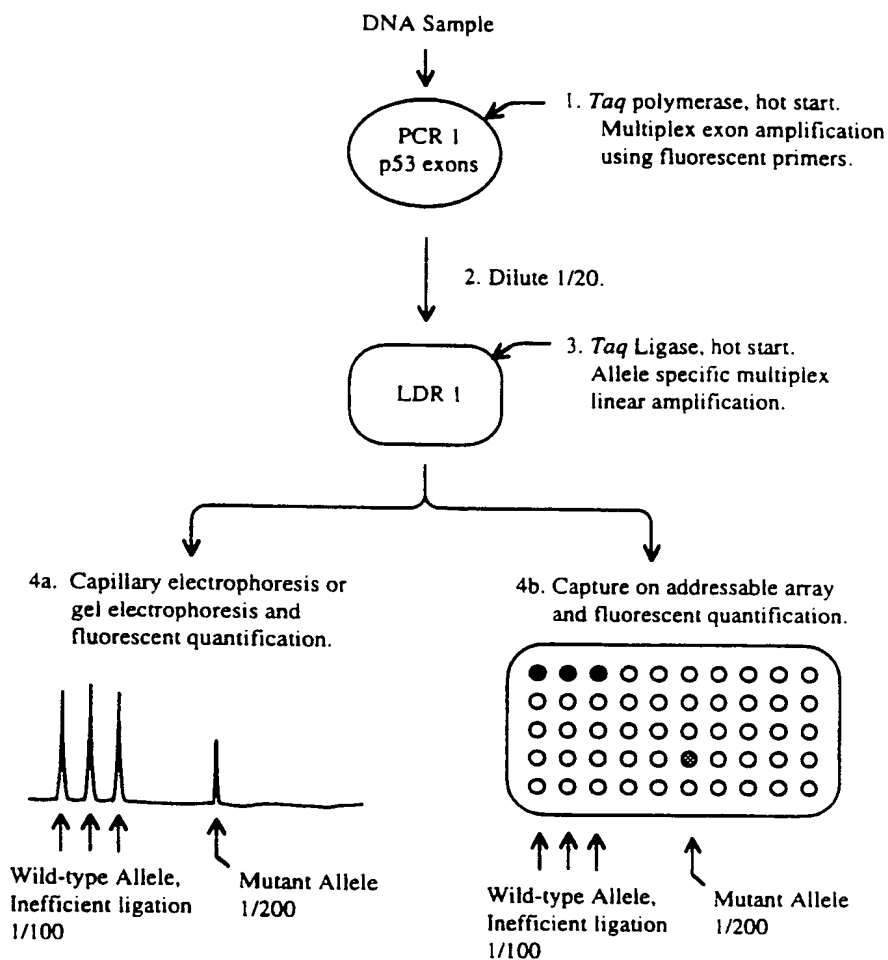 DNA Sample
PCR 1
p53 exons
1. Taq polymerase, hot start.
Multiplex exon amplification
using fluorescent primers.
2. Dilute 1/20.
LDR 1
3. Taq Ligase, hot start.
Allele specific multiplex
linear amplification.
4a. Capillary electrophoresis or
gel electrophoresis and
fluorescent quantification.
Wild-type Allele,
Inefficient ligation
1/100
Mutant Allele
1/200
4b. Capture on addressable array
and fluorescent quantification.
Wild-type Allele,
Inefficient ligation
1/100
Mutant Allele
1/200